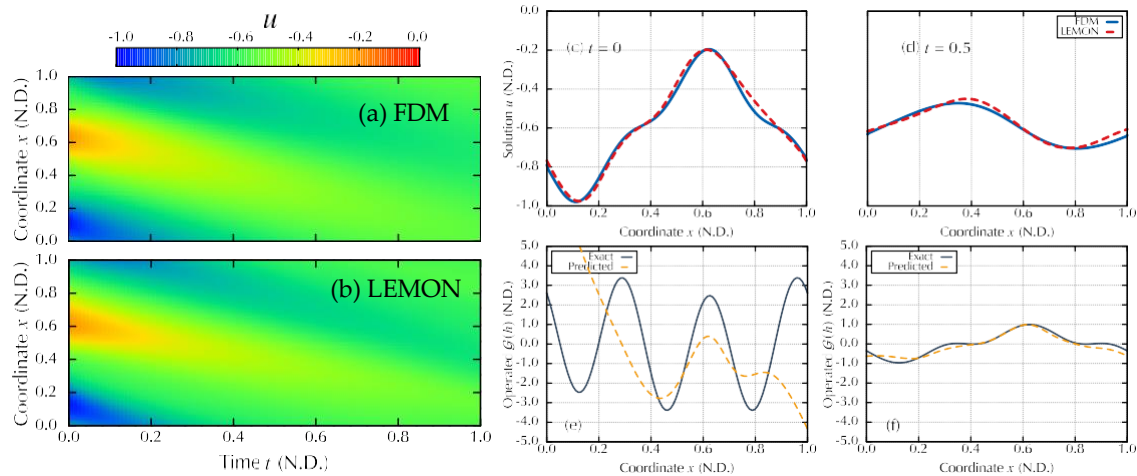 u
-1.0 -0.8 -0.6 -0.4 -0.2 0.0
Coordinate x (N.D.)
1.0
0.8
0.6
0.4
0.2
0.0
(a) FDM
Coordinate x (N.D.)
1.0
0.8
0.6
0.4
0.2
0.0
(b) LEMON
0.0 0.2 0.4 0.6 0.8 1.0
Time t (N.D.)
(c) t = 0
Solution u (N.D.)
0.0
-0.2
-0.4
-0.6
-0.8
-1.0
0.0 0.2 0.4 0.6 0.8 1.0
Coordinate x (N.D.)
(d) t = 0.5
FDM
LEMON
0.0 0.2 0.4 0.6 0.8 1.0
Coordinate x (N.D.)
Exact
Predicted
Operated G(h) (N.D.)
5.0
4.0
3.0
2.0
1.0
0.0
-1.0
-2.0
-3.0
-4.0
-5.0
(e)
0.0 0.2 0.4 0.6 0.8 1.0
Coordinate x (N.D.)
Exact
Predicted
Operated G(h) (N.D.)
5.0
4.0
3.0
2.0
1.0
0.0
-1.0
-2.0
-3.0
-4.0
-5.0
(f)
0.0 0.2 0.4 0.6 0.8 1.0
Coordinate x (N.D.)